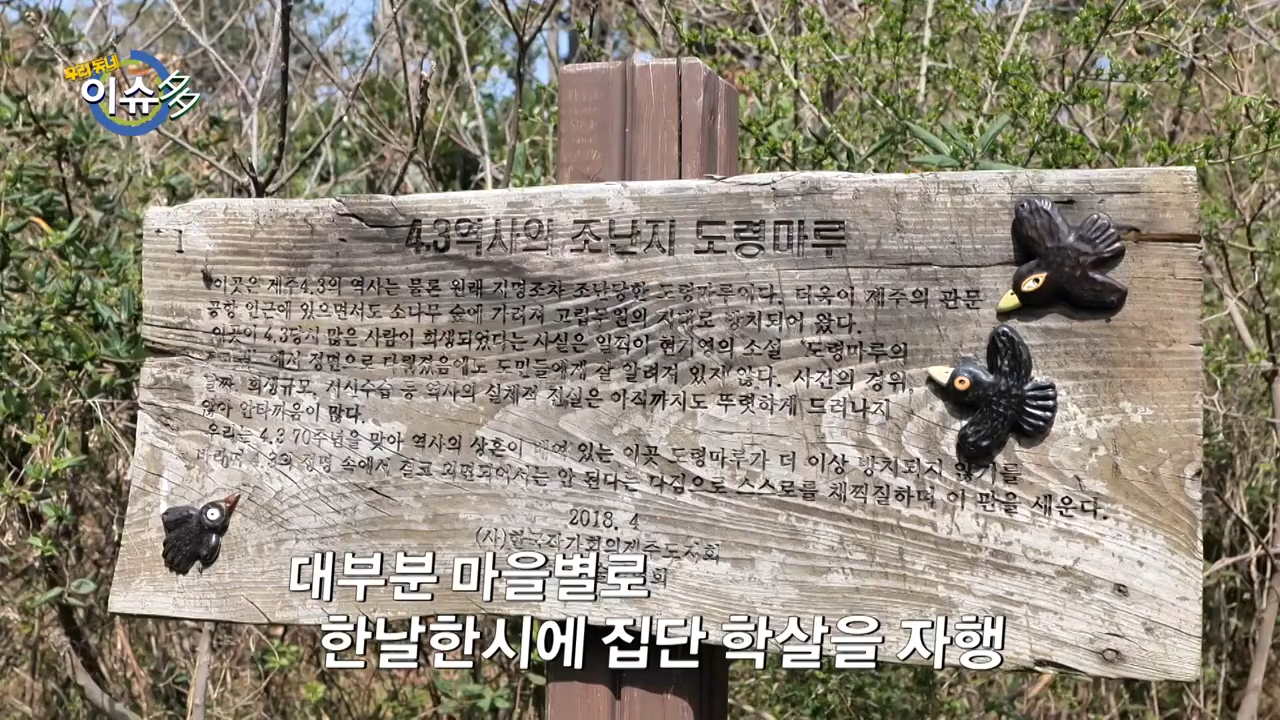 우리동네
이슈多
4.3역사의 조난지 도령마루
이곳은 제주4.3의 역사는 물론 원래 지명조차 조난당한 도령마루이다. 더욱이 제주의 관문
공항 인근에 있으면서도 소나무 숲에 가려져 고립무원의 지대로 방치되어 왔다.
이곳이 4.3당시 많은 사람이 희생되었다는 사실은 일찍이 현기영의 소설 '도령마루의
에서 정면으로 다뤄졌음에도 도민들에게 잘 알려져 있지 않다. 사건의 경위,
날짜, 희생규모, 시신수습 등 역사의 실체적 진실은 아직까지도 뚜렷하게 드러나지
않아 안타까움이 많다.
우리는 4.3 70주년을 맞아 역사의 상흔이 배어 있는 이곳 도령마루가 더 이상 방치되지 않기를
바라며 4.3의 정명 속에서 결코 외면되어서는 안 된다는 다짐으로 스스로를 채찍질하며 이 판을 세운다.
2018. 4
(사)한국작가회의제주도지회
대부분 마을별로
한날한시에 집단 학살을 자행